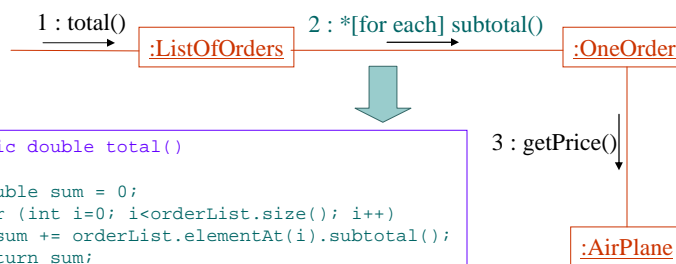 1 : total()
2 : *[for each] subtotal()
:ListOfOrders
:OneOrder
3 : getPrice()
:AirPlane
ic double total()
uble sum = 0;
r (int i=0; i<orderList.size(); i++)
sum += orderList.elementAt(i).subtotal();
turn sum;